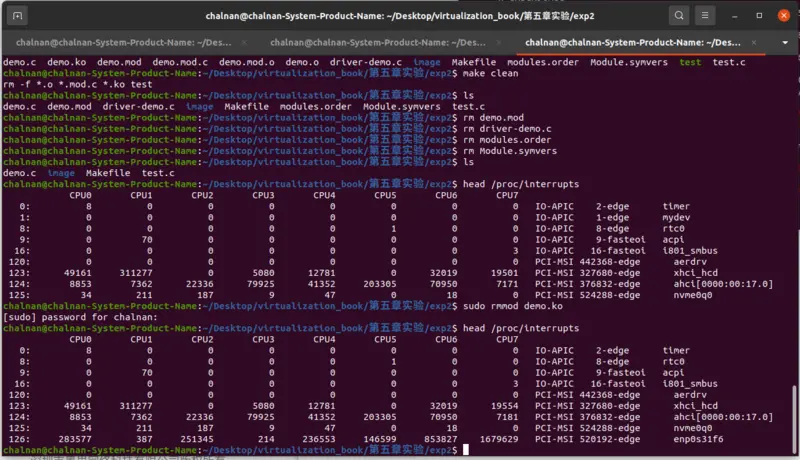 chalnan@chalnan-System-Product-Name: ~/Desktop/virtualization_book/第五章实验/exp2
chalnan@chalnan-System-Product-Name: ~/Des... × chalnan@chalnan-System-Product-Name: ~/Des... × chalnan@chalnan-System-Product-Name: ~/Des... ×
demo.c demo.ko demo.mod demo.mod.c demo.mod.o demo.o driver-demo.c image Makefile modules.order Module.symvers test test.c
chalnan@chalnan-System-Product-Name:~/Desktop/virtualization_book/第五章实验/exp2$ make clean
rm -f *.o *.mod.c *.ko test
chalnan@chalnan-System-Product-Name:~/Desktop/virtualization_book/第五章实验/exp2$ ls
demo.c demo.mod driver-demo.c image Makefile modules.order Module.symvers test.c
chalnan@chalnan-System-Product-Name:~/Desktop/virtualization_book/第五章实验/exp2$ rm demo.mod
chalnan@chalnan-System-Product-Name:~/Desktop/virtualization_book/第五章实验/exp2$ rm driver-demo.c
chalnan@chalnan-System-Product-Name:~/Desktop/virtualization_book/第五章实验/exp2$ rm modules.order
chalnan@chalnan-System-Product-Name:~/Desktop/virtualization_book/第五章实验/exp2$ rm Module.symvers
chalnan@chalnan-System-Product-Name:~/Desktop/virtualization_book/第五章实验/exp2$ ls
demo.c image Makefile test.c
chalnan@chalnan-System-Product-Name:~/Desktop/virtualization_book/第五章实验/exp2$ head /proc/interrupts
CPU0 CPU1 CPU2 CPU3 CPU4 CPU5 CPU6 CPU7
0: 8 0 0 0 0 0 0 0 IO-APIC 2-edge timer
1: 0 0 0 0 0 0 0 0 IO-APIC 1-edge mydev
8: 0 0 0 0 0 1 0 0 IO-APIC 8-edge rtc0
9: 0 70 0 0 0 0 0 0 IO-APIC 9-fasteoi acpi
16: 0 0 0 0 0 0 0 3 IO-APIC 16-fasteoi i801_smbus
120: 0 0 0 0 0 0 0 0 PCI-MSI 442368-edge aerdrv
123: 49161 311277 0 5080 12781 0 32019 19501 PCI-MSI 327680-edge xhci_hcd
124: 8853 7362 22336 79925 41352 203305 70950 7171 PCI-MSI 376832-edge ahci[0000:00:17.0]
125: 34 211 187 9 47 0 18 0 PCI-MSI 524288-edge nvme0q0
chalnan@chalnan-System-Product-Name:~/Desktop/virtualization_book/第五章实验/exp2$ sudo rmmod demo.ko
[sudo] password for chalnan:
chalnan@chalnan-System-Product-Name:~/Desktop/virtualization_book/第五章实验/exp2$ head /proc/interrupts
CPU0 CPU1 CPU2 CPU3 CPU4 CPU5 CPU6 CPU7
0: 8 0 0 0 0 0 0 0 IO-APIC 2-edge timer
8: 0 0 0 0 0 1 0 0 IO-APIC 8-edge rtc0
9: 0 70 0 0 0 0 0 0 IO-APIC 9-fasteoi acpi
16: 0 0 0 0 0 0 0 3 IO-APIC 16-fasteoi i801_smbus
120: 0 0 0 0 0 0 0 0 PCI-MSI 442368-edge aerdrv
123: 49161 311277 0 5080 12781 0 32019 19554 PCI-MSI 327680-edge xhci_hcd
124: 8853 7362 22336 79925 41352 203305 70950 7181 PCI-MSI 376832-edge ahci[0000:00:17.0]
125: 34 211 187 9 47 0 18 0 PCI-MSI 524288-edge nvme0q0
126: 283577 387 251345 214 236553 146599 853827 1679629 PCI-MSI 520192-edge enp0s31f6
chalnan@chalnan-System-Product-Name:~/Desktop/virtualization_book/第五章实验/exp2$